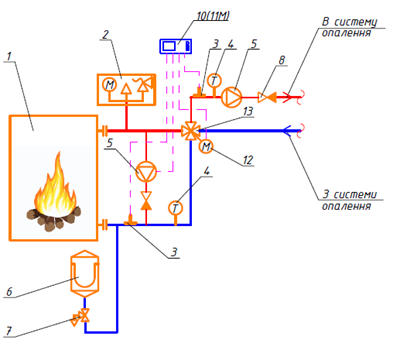 10(11М)
В систему
опалення
1
2
3
4
5
8
М
Т
13
5
М
12
З системи
опалення
4
Т
3
6
7